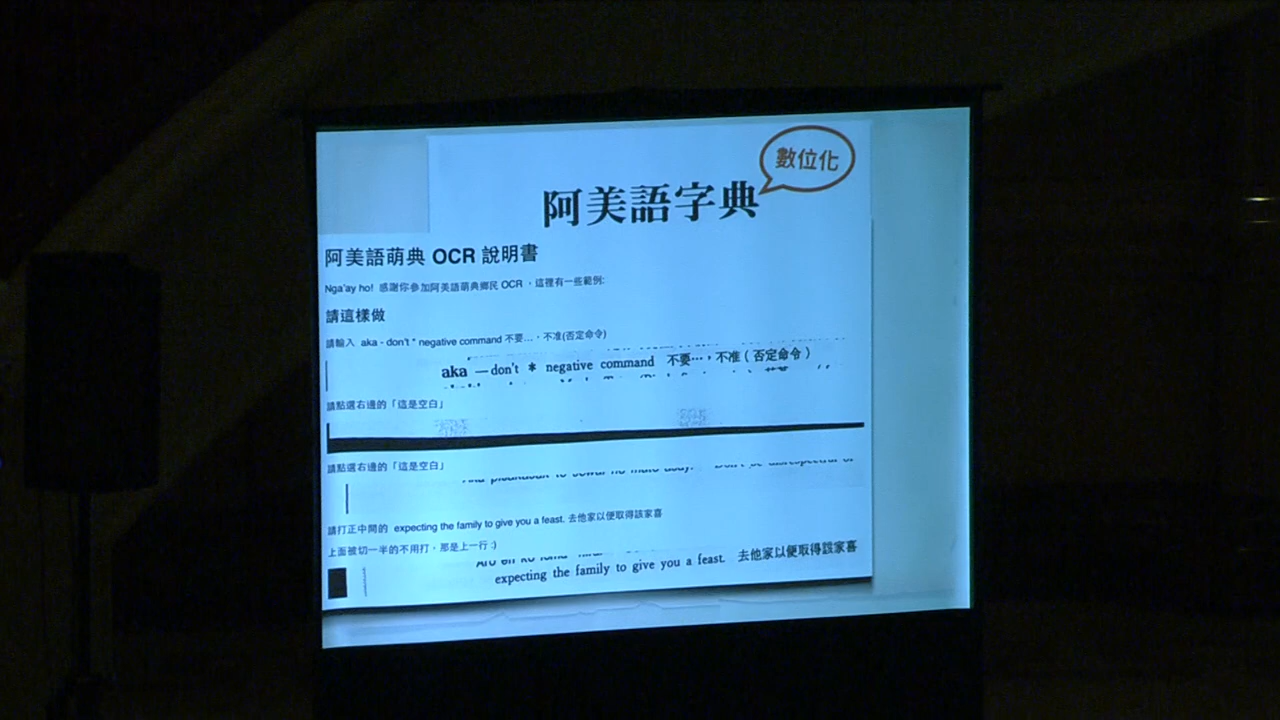 數位化
阿美語字典
阿美語萌典 OCR 說明書
Nga'ay ho! 感謝你參加阿美語萌典鄉民 OCR，這裡有一些範例:
請這樣做
請輸入 aka - don't * negative command 不要…，不准(否定命令)
aka —don't * negative command 不要…，不准（否定命令）
請點選右邊的「這是空白」
請點選右邊的「這是空白」
請打正中間的 expecting the family to give you a feast. 去他家以便取得該家喜
上面被切一半的不用打，那是上一行 :)
expecting the family to give you a feast. 去他家以便取得該家喜